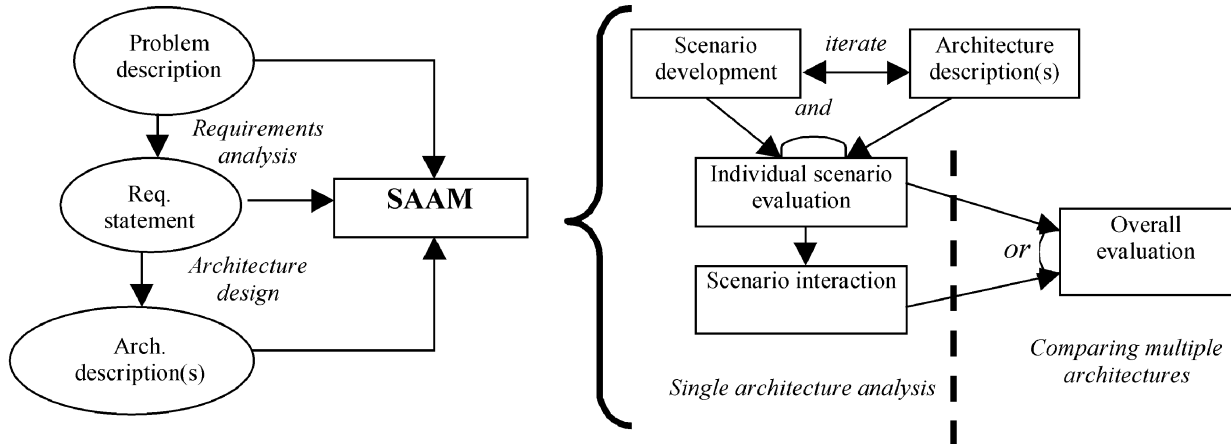 Problem
description
Requirements
analysis
Req.
statement
Architecture
design
Arch.
description(s)
SAAM
Scenario
development
iterate
Architecture
description(s)
and
Individual scenario
evaluation
Scenario interaction
or
Overall
evaluation
Single architecture analysis
Comparing multiple
architectures